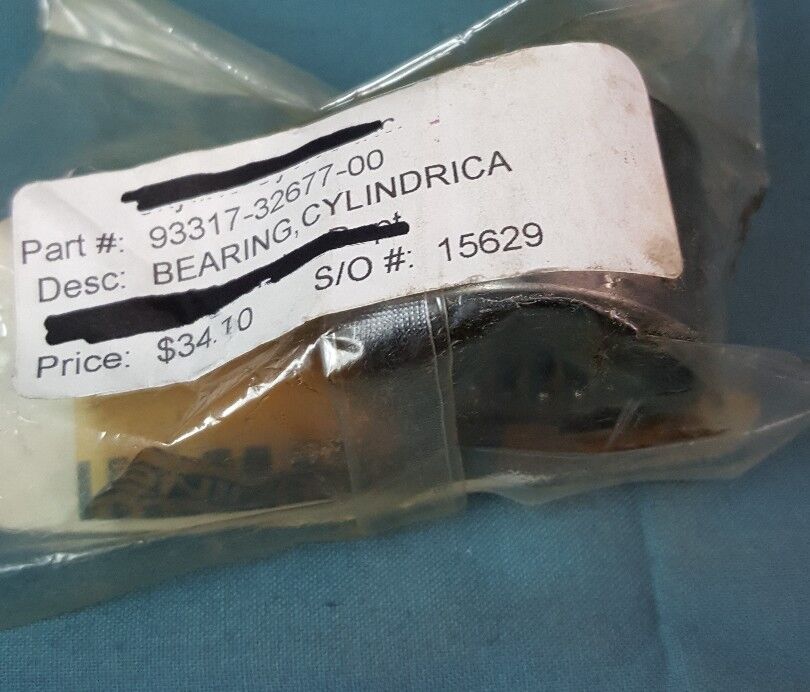 Part #: 93317-32677-00
Desc: BEARING,CYLINDRICA
S/O #: 15629
Price: $34.10